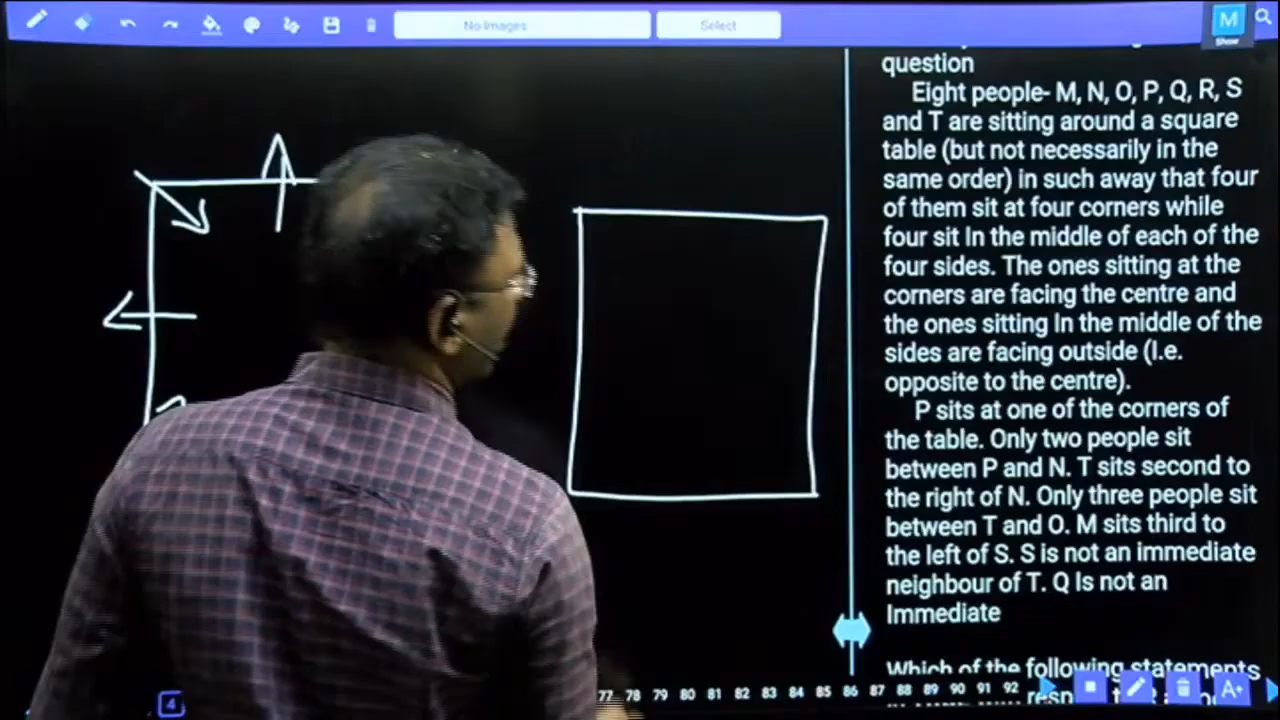 No Images
Select
M
Show
question
Eight people- M, N, O, P, Q, R, S
and T are sitting around a square
table (but not necessarily in the
same order) in such away that four
of them sit at four corners while
four sit In the middle of each of the
four sides. The ones sitting at the
corners are facing the centre and
the ones sitting In the middle of the
sides are facing outside (I.e.
opposite to the centre).
P sits at one of the corners of
the table. Only two people sit
between P and N. T sits second to
the right of N. Only three people sit
between T and O. M sits third to
the left of S. S is not an immediate
neighbour of T. Q Is not an
Immediate
Which of the following statements
4
77 78 79 80 81 82 83 84 85 86 87 88 89 90 91 92
A+